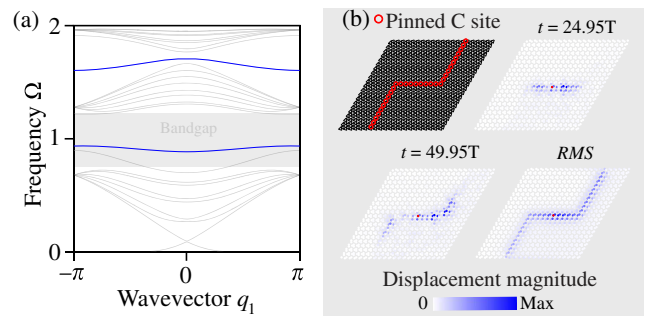 (a)
2
1
0
Frequency Ω
Bandgap
−π
0
π
Wavevector q₁
(b)
Pinned C site
t = 24.95T
t = 49.95T
RMS
Displacement magnitude
0
Max